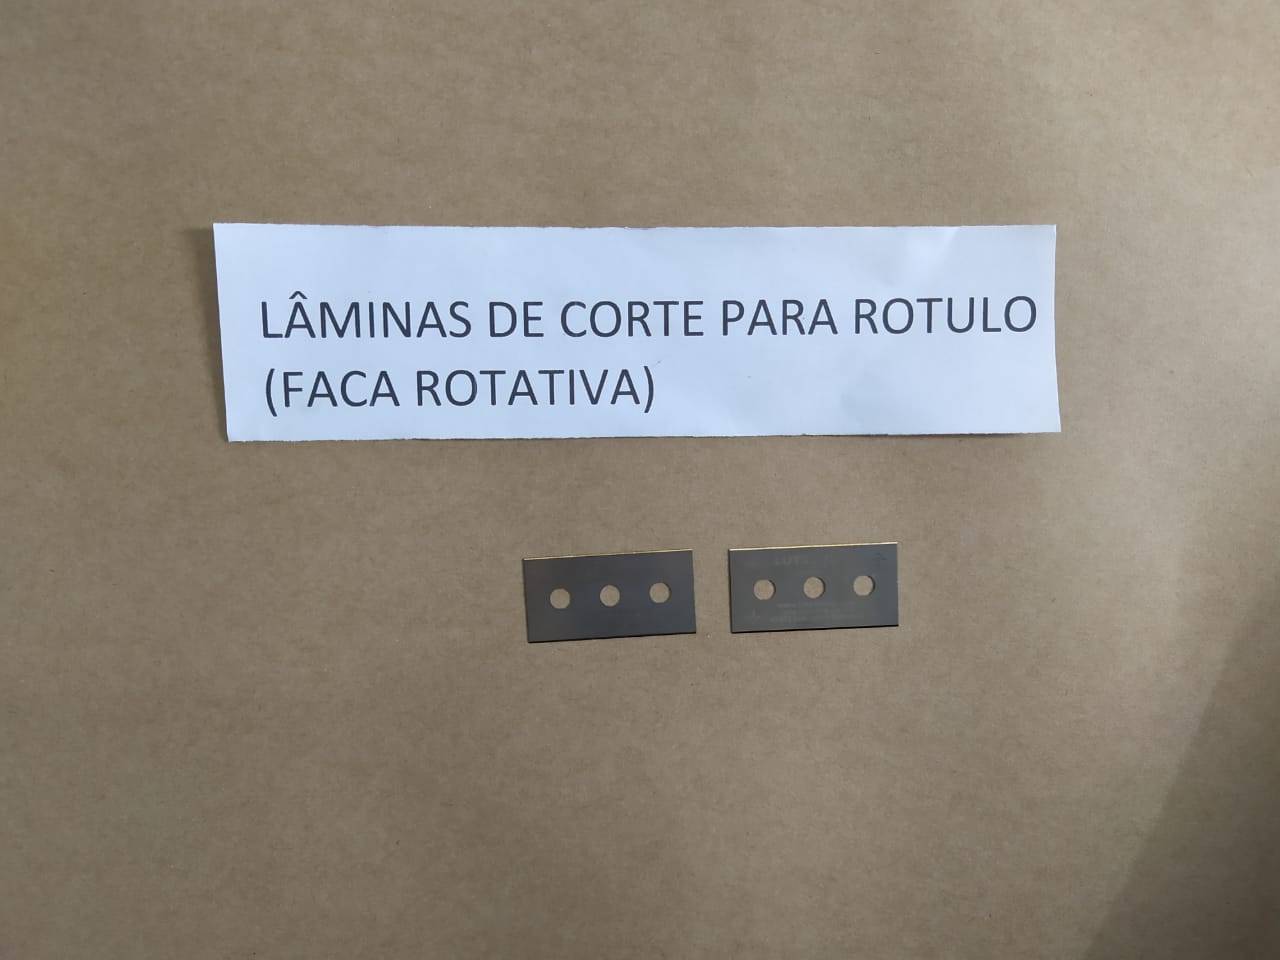 LÂMINAS DE CORTE PARA ROTULO
(FACA ROTATIVA)